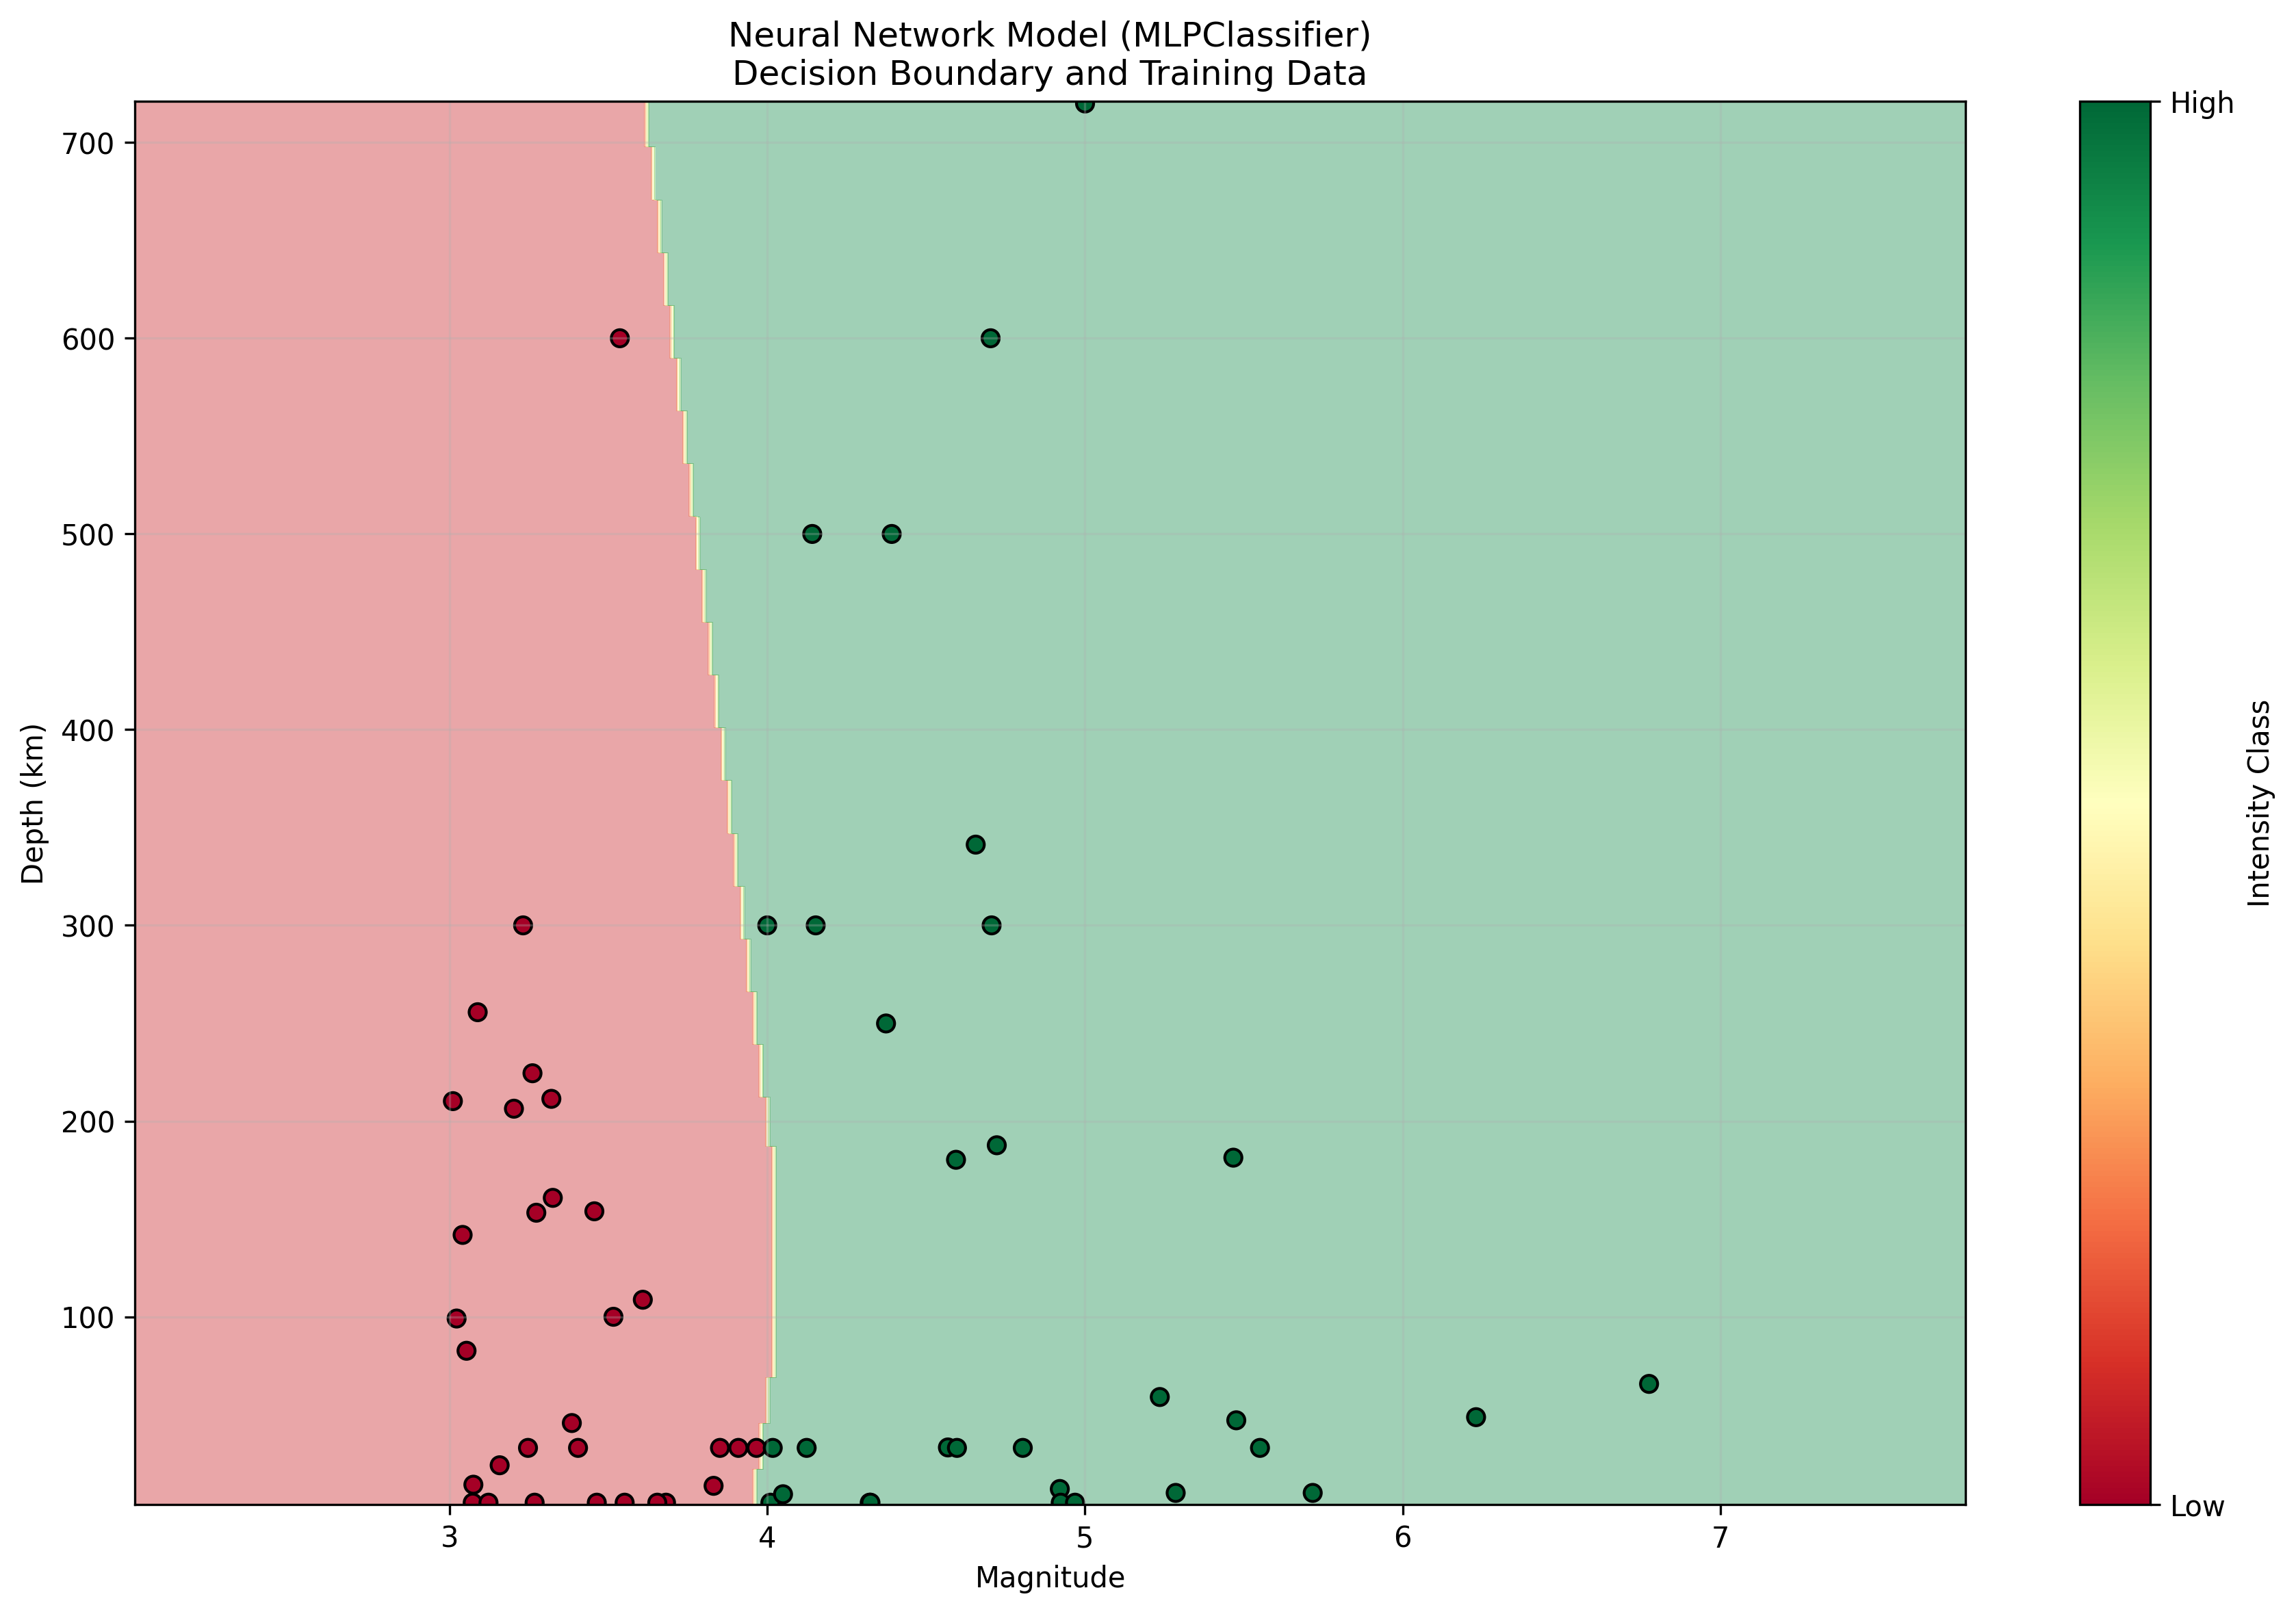 Neural Network Model (MLPClassifier)
Decision Boundary and Training Data
High
700
600
500
400
300
200
100
Depth (km)
Intensity Class
Low
3
4
5
6
7
Magnitude